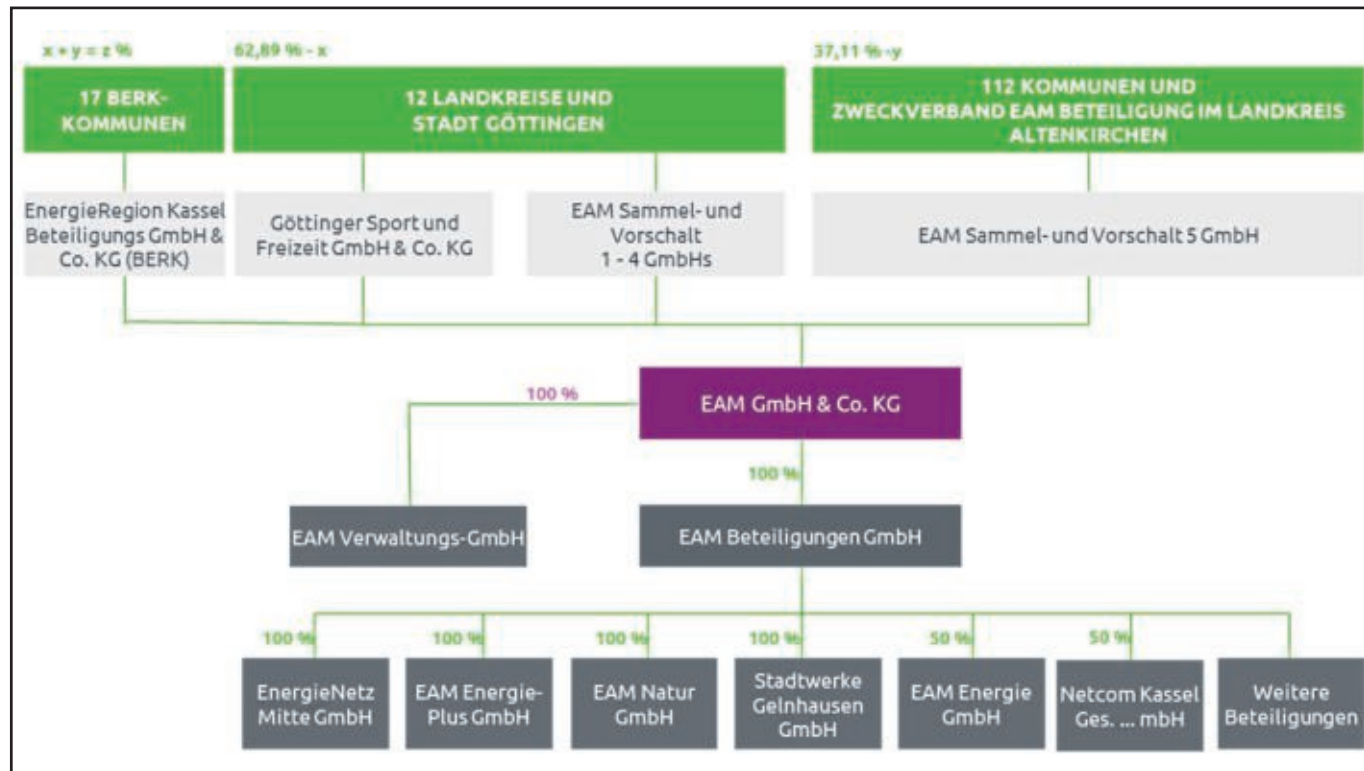 x + y = z %
62,89 % - x
37,11 % -y
17 BERK-
KOMMUNEN
12 LANDKREISE UND
STADT GÖTTINGEN
112 KOMMUNEN UND
ZWECKVERBAND EAM BETEILIGUNG IM LANDKREIS
ALTENKIRCHEN
EnergieRegion Kassel
Beteiligungs GmbH &
Co. KG (BERK)
Göttinger Sport und
Freizeit GmbH & Co. KG
EAM Sammel- und
Vorschalt
1 - 4 GmbHs
EAM Sammel- und Vorschalt 5 GmbH
100 %
EAM GmbH & Co. KG
100 %
EAM Verwaltungs-GmbH
EAM Beteiligungen GmbH
100 %
100 %
100 %
100 %
50 %
50 %
EnergieNetz
Mitte GmbH
EAM Energie-
Plus GmbH
EAM Natur
GmbH
Stadtwerke
Gelnhausen
GmbH
EAM Energie
GmbH
Netcom Kassel
Ges. ... mbH
Weitere
Beteiligungen